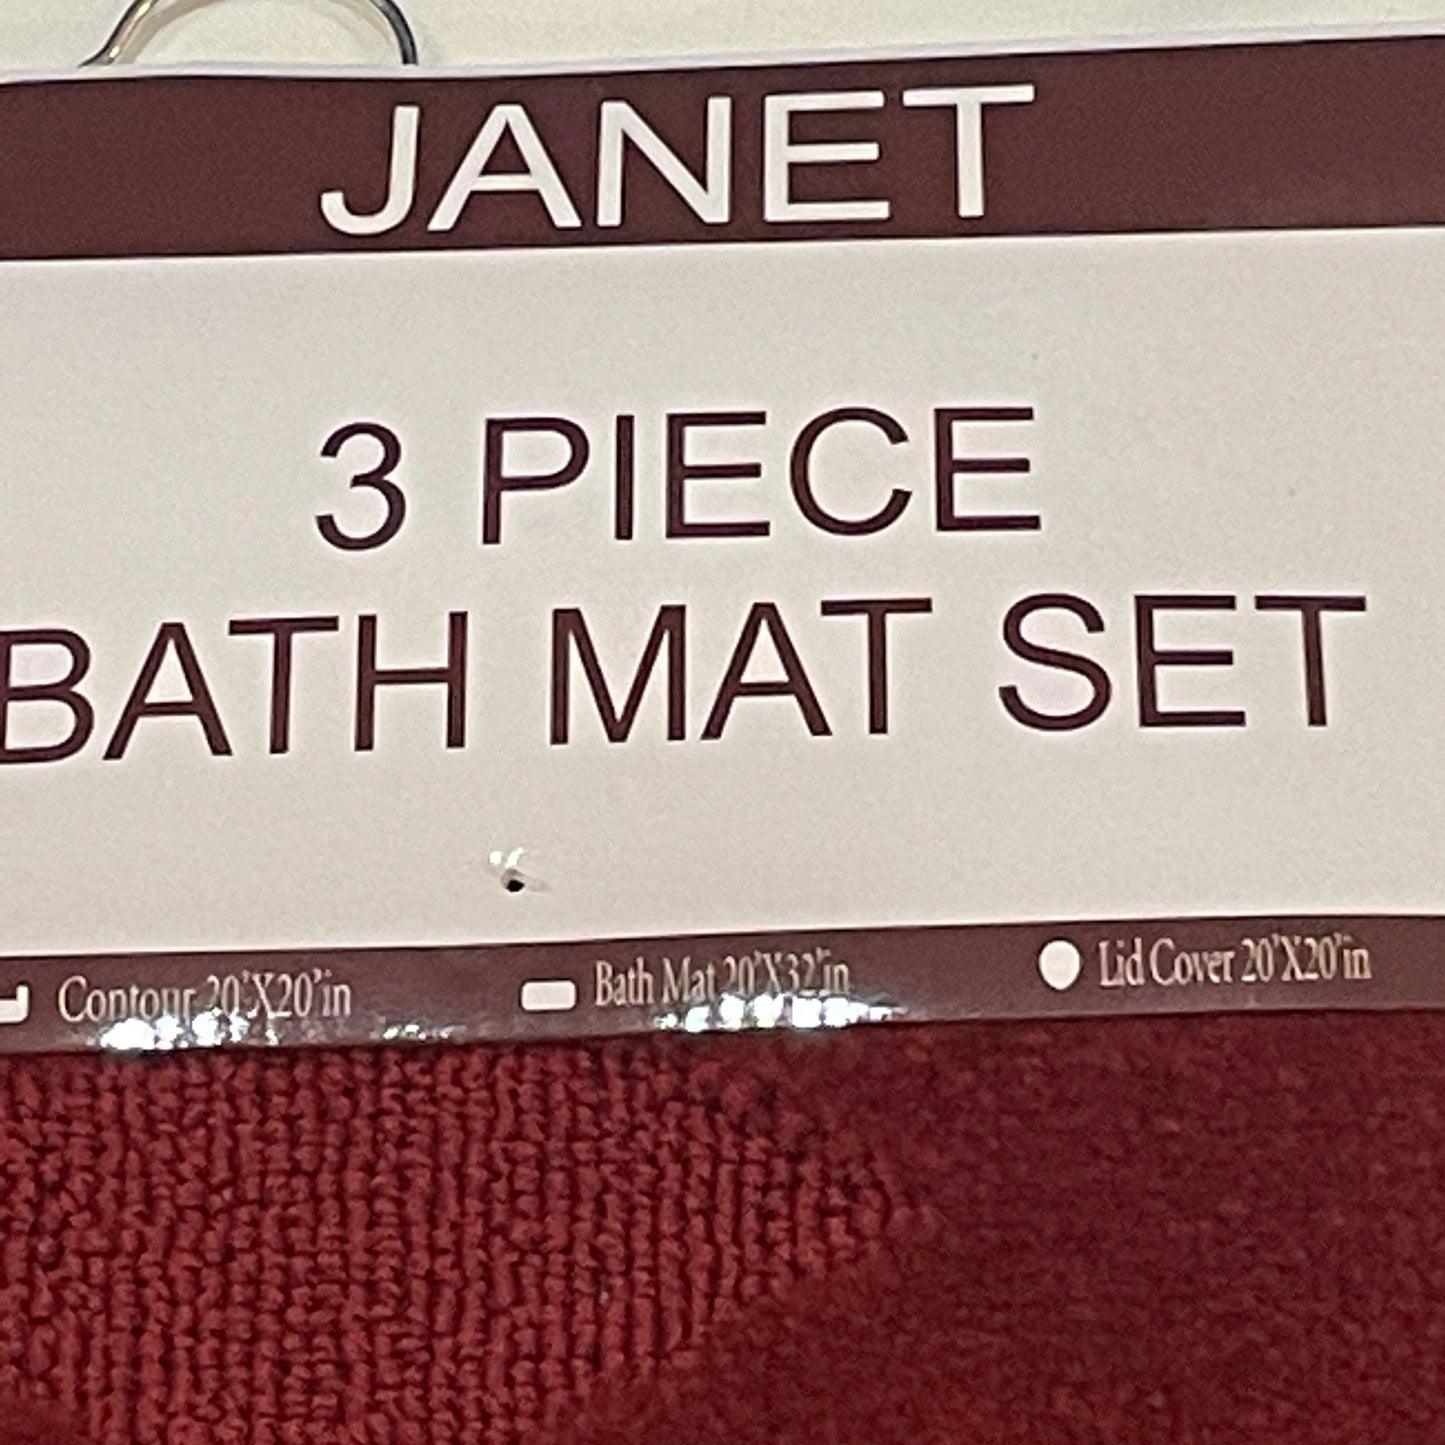 JANET
3 PIECE
BATH MAT SET
Contour 20'X20'in Bath Mat 20'X32'in Lid Cover 20'X20'in